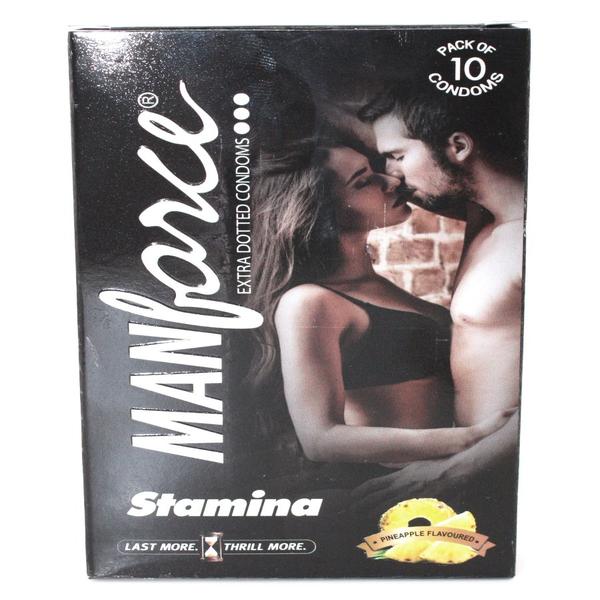 PACK OF
10
CONDOMS
MANforce®
EXTRA DOTTED CONDOMS
Stamina
LAST MORE. THRILL MORE.
PINEAPPLE FLAVOURED